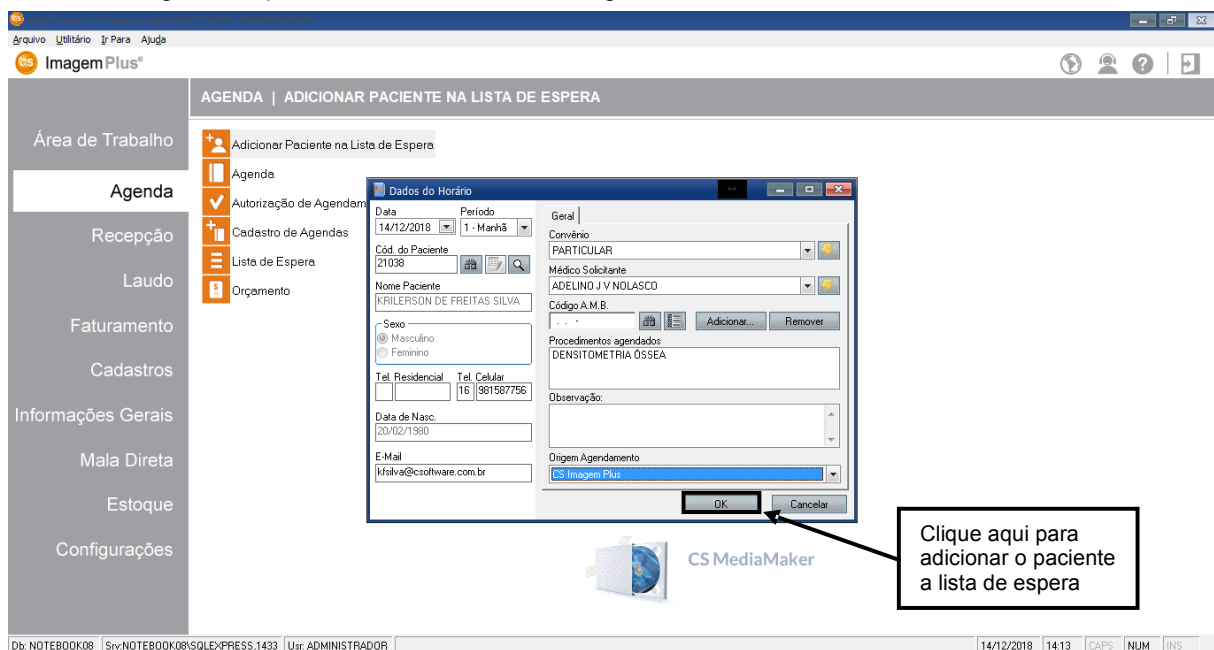 Arquivo Utilitário Ir Para Ajuda
ImagemPlus®
AGENDA | ADICIONAR PACIENTE NA LISTA DE ESPERA
Área de Trabalho
Agenda
Recepção
Laudo
Faturamento
Cadastros
Informações Gerais
Mala Direta
Estoque
Configurações
Adicionar Paciente na Lista de Espera
Agenda
Autorização de Agendam
Cadastro de Agendas
Lista de Espera
Orçamento
Dados do Horário
Data Período
14/12/2018 1 - Manhã
Cód. do Paciente
21038
Nome Paciente
KRILERSON DE FREITAS SILVA
Sexo
Masculino
Feminino
Tel. Residencial Tel. Celular
16 981587756
Data de Nasc.
20/02/1980
E-Mail
kfsilva@csoftware.com.br
Geral
Convênio
PARTICULAR
Médico Solicitante
ADELINO J V NOLASCO
Código A.M.B.
. . -
Adicionar... Remover
Procedimentos agendados
DENSITOMETRIA ÓSSEA
Observação:
Origem Agendamento
CS Imagem Plus
OK Cancelar
Clique aqui para
adicionar o paciente
a lista de espera
CS MediaMaker
Db: NOTEBOOK08 Srv:NOTEBOOK08\SQLEXPRESS,1433 Usr: ADMINISTRADOR 14/12/2018 14:13 CAPS NUM INS